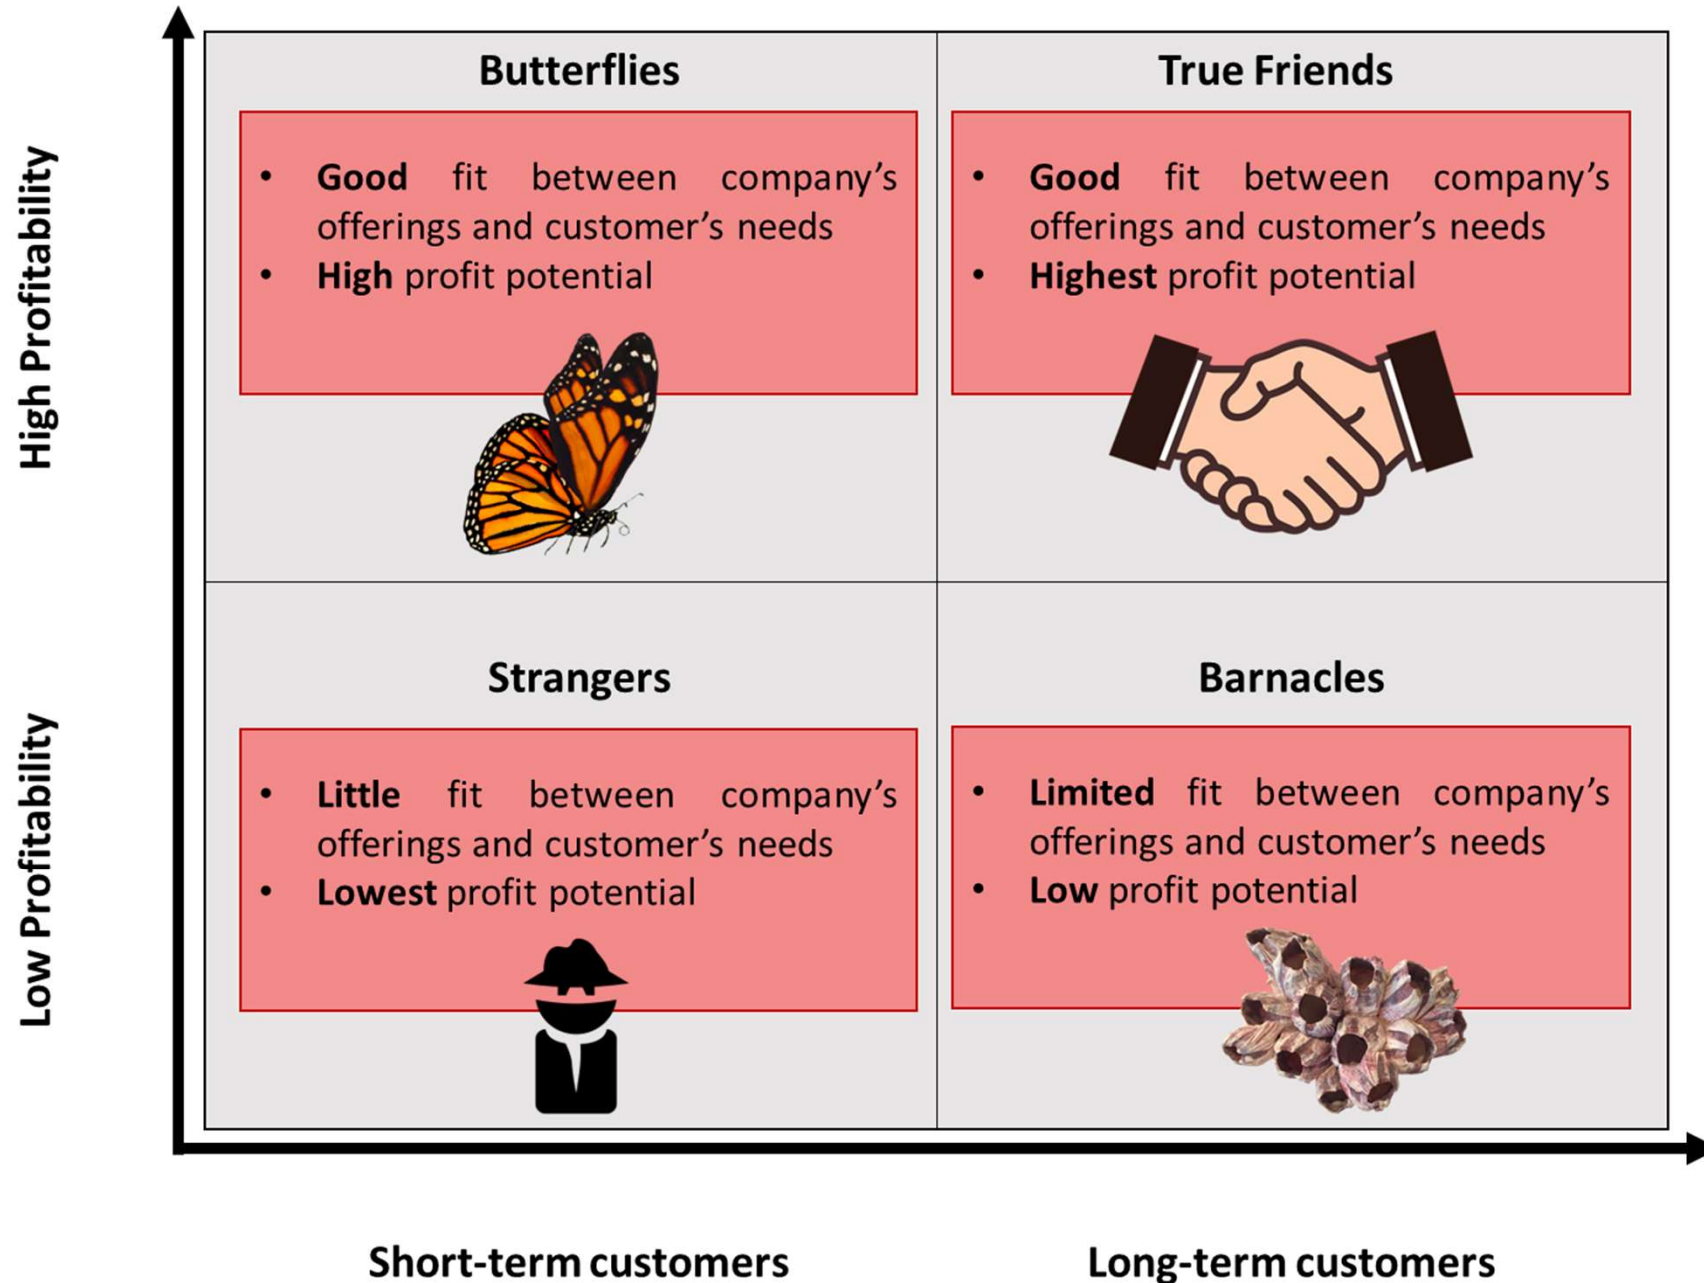 High Profitability
Butterflies
• Good fit between company’s
offerings and customer’s needs
• High profit potential
True Friends
• Good fit between company’s
offerings and customer’s needs
• Highest profit potential
Low Profitability
Strangers
• Little fit between company’s
offerings and customer’s needs
• Lowest profit potential
Barnacles
• Limited fit between company’s
offerings and customer’s needs
• Low profit potential
Short-term customers
Long-term customers